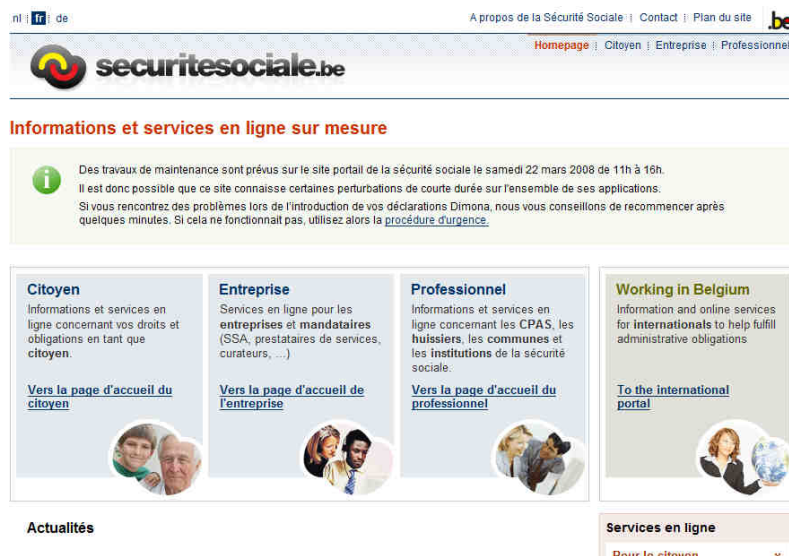 nl fr de
A propos de la Sécurité Sociale Contact Plan du site
.be
Homepage Citoyen Entreprise Professionnel
securitesociale.be
Informations et services en ligne sur mesure
Des travaux de maintenance sont prévus sur le site portail de la sécurité sociale le samedi 22 mars 2008 de 11h à 16h.
Il est donc possible que ce site connaisse certaines perturbations de courte durée sur l'ensemble de ses applications.
Si vous rencontrez des problèmes lors de l'introduction de vos déclarations Dimona, nous vous conseillons de recommencer après
quelques minutes. Si cela ne fonctionnait pas, utilisez alors la procédure d'urgence.
Citoyen
Informations et services en
ligne concernant vos droits et
obligations en tant que
citoyen.
Vers la page d'accueil du
citoyen
Entreprise
Services en ligne pour les
entreprises et mandataires
(SSA, prestataires de services,
curateurs, ...)
Vers la page d'accueil de
l'entreprise
Professionnel
Informations et services en
ligne concernant les CPAS, les
huissiers, les communes et
les institutions de la sécurité
sociale.
Vers la page d'accueil du
professionnel
Working in Belgium
Information and online services
for internationals to help fulfill
administrative obligations
To the international
portal
Actualités
Services en ligne
Pour le citoyen